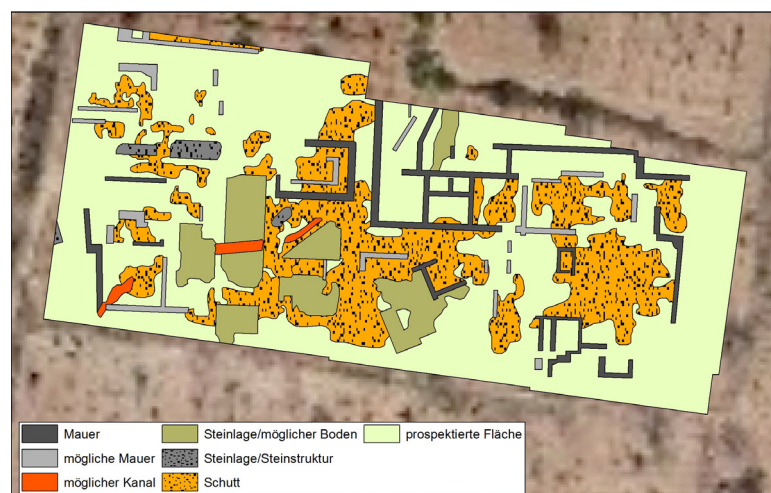 Mauer
mögliche Mauer
möglicher Kanal
Steinlage/möglicher Boden
Steinlage/Steinstruktur
Schutt
prospektierte Fläche